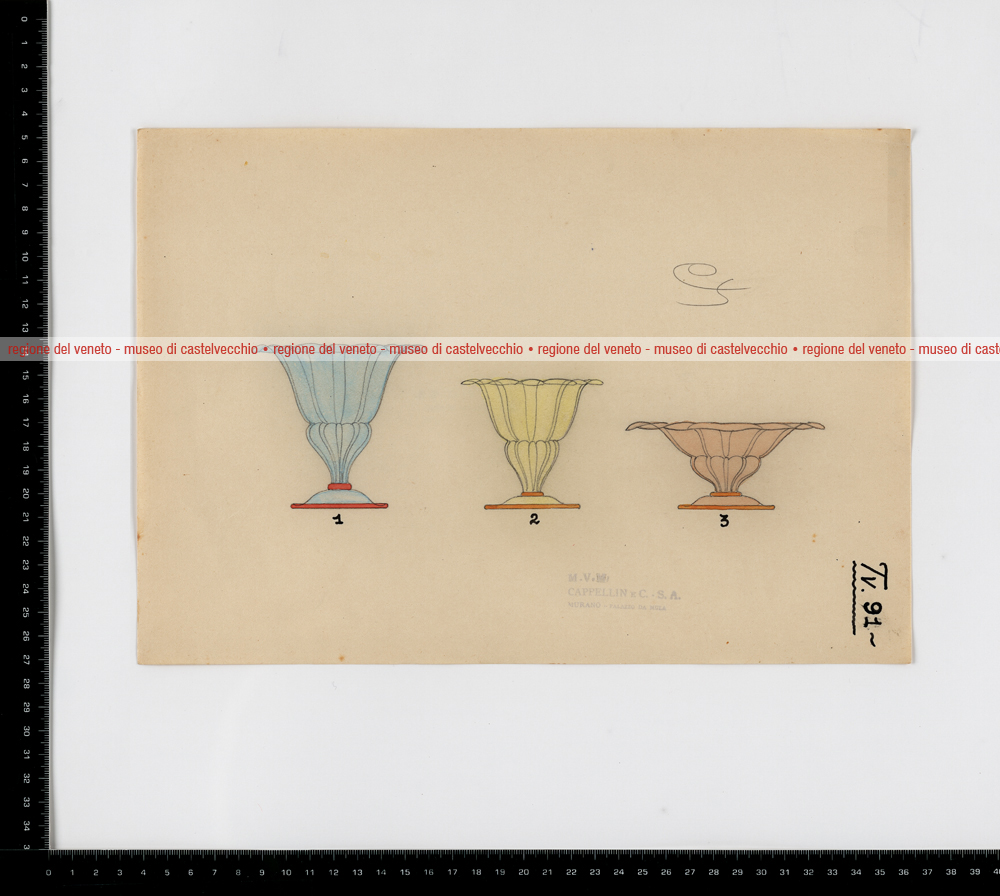 regione del veneto - museo di castelvecchio • regione del veneto - museo di castelvecchio • regione del veneto - museo di castelvecchio • regione del veneto - museo di cast
1 2 3
CAPPELLIN & C. - S. A.
Tv. 91~
0 1 2 3 4 5 6 7 8 9 10 11 12 13 15 16 17 18 19 20 21 22 23 24 25 26 27 28 29 30 31 32 33 34 3
0 1 2 3 4 5 6 7 8 9 10 11 12 13 14 15 16 17 18 19 20 21 22 23 24 25 26 27 28 29 30 31 32 33 34 35 36 37 38 39 4